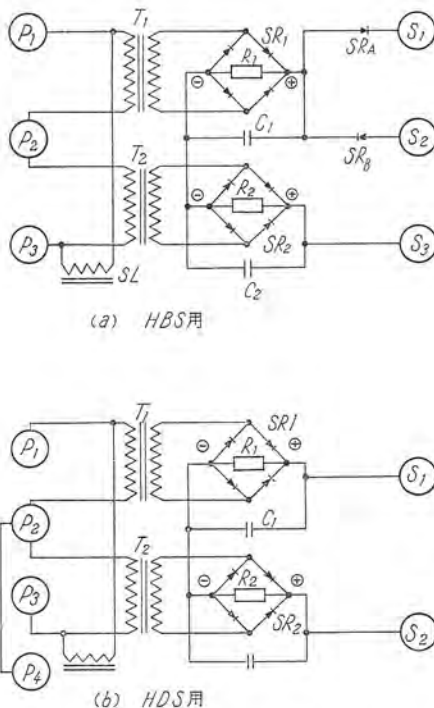 P1 T1 SR1 S1
R1 SRA
⊖ ⊕
P2 C1 S2
T2 SRB
⊖ ⊕
R2
P3 SR2 S3
SL C2
(a) HBS用
T1 SR1
P1 ⊖ ⊕
R1 S1
P2 C1
T2
P3 ⊖ ⊕
R2
SR2 S2
P4
(b) HDS用